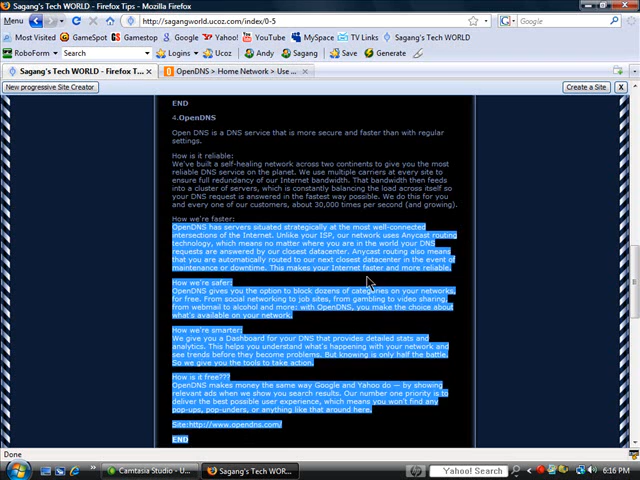 Sagang's Tech WORLD - Firefox Tips - Mozilla Firefox
Menu
http://sagangworld.ucoz.com/index/0-5
Google
Most Visited Gamestop Gamestop Google Yahoo! YouTube MySpace TV Links Sagang's Tech WORLD
RoboForm Search Logins Andy Sagang Save Generate
Sagang's Tech WORLD - Firefox T... OpenDNS > Home Network > Use ...
New progressive Site Creator Create a Site X
END
4.OpenDNS
Open DNS is a DNS service that is more secure and faster than with regular
settings.
How is it reliable:
We've built a self-healing network across two continents to give you the most
reliable DNS service on the planet. We use multiple carriers at every site to
ensure full redundancy of our Internet bandwidth. That bandwidth then feeds
into a cluster of servers, which is constantly balancing the load across itself so
your DNS request is answered in the fastest way possible. We do this for you
and every one of our customers, about 30,000 times per second (and growing).
How we're faster:
OpenDNS has servers situated strategically at the most well-connected
intersections of the Internet. Unlike your ISP, our network uses Anycast routing
technology, which means no matter where you are in the world your DNS
requests are answered by our closest datacenter. Anycast routing also means
that you are automatically routed to our next closest datacenter in the event of
maintenance or downtime. This makes your Internet faster and more reliable.
How we're safer:
OpenDNS gives you the option to block dozens of categories on your networks,
for free. From social networking to job sites, from gambling to video sharing,
from webmail to alcohol and more: with OpenDNS, you make the choice about
what's available on your network.
How we're smarter:
We give you a Dashboard for your DNS that provides detailed stats and
analytics. This helps you understand what's happening with your network and
see trends before they become problems. But knowing is only half the battle.
So we give you the tools to take action.
How is it free???
OpenDNS makes money the same way Google and Yahoo do — by showing
relevant ads when we show you search results. Our number one priority is to
deliver the best possible user experience, which means you won't find any
pop-ups, pop-unders, or anything like that around here.
Site:http://www.opendns.com/
END
Done
Camtasia Studio - U... Sagang's Tech WOR... Yahoo! Search 6:16 PM